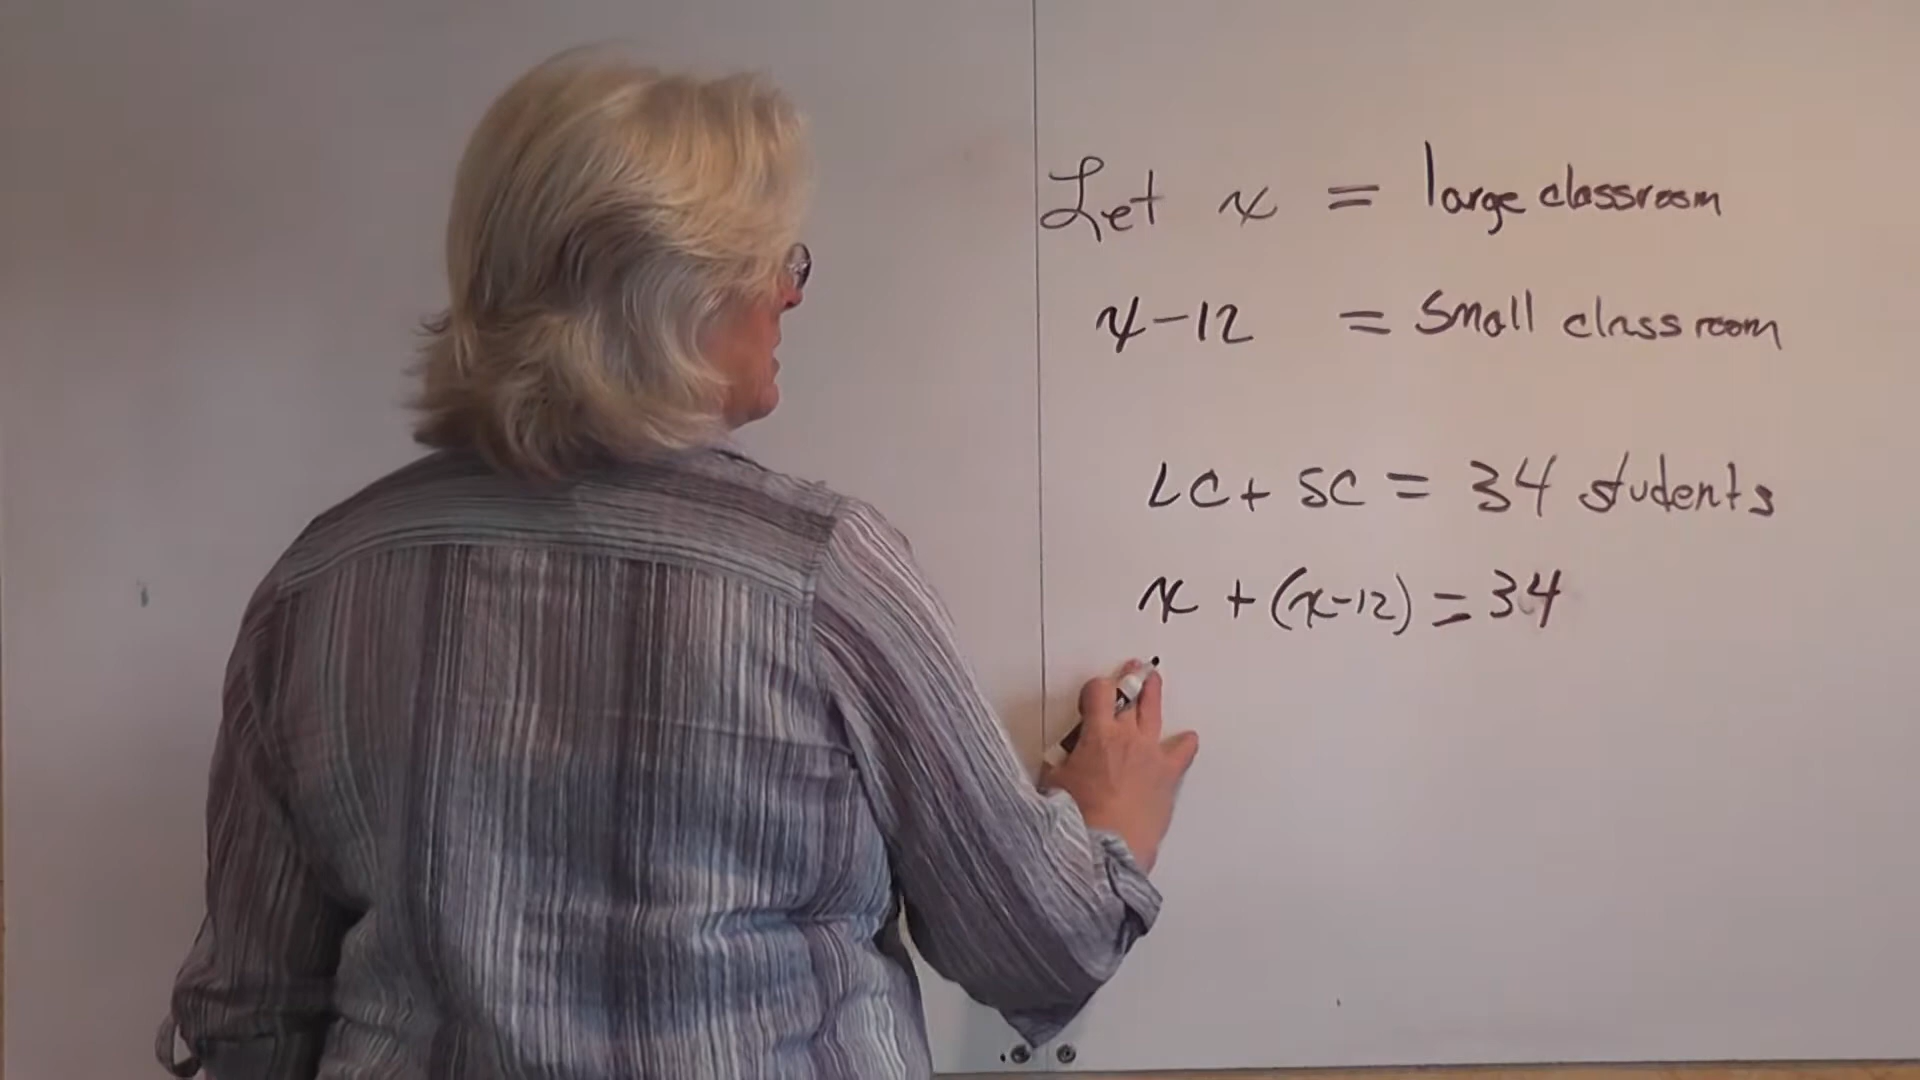 Let x = large classroom
x-12 = Small classroom
LC + SC = 34 students
x + (x-12) = 34